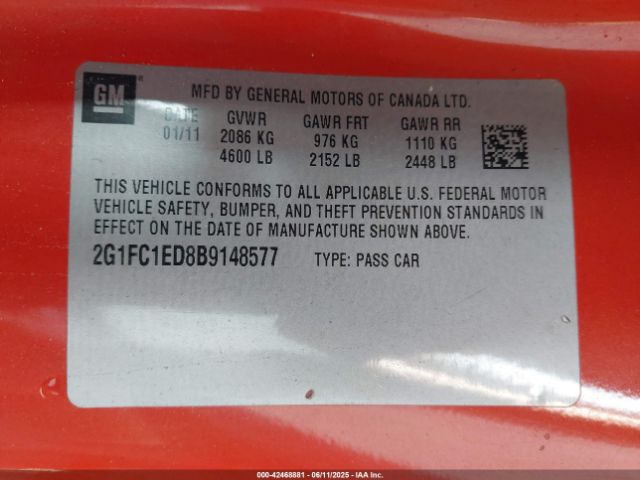 GM ®
MFD BY GENERAL MOTORS OF CANADA LTD.
DATE GVWR GAWR FRT GAWR RR
01/11 2086 KG 976 KG 1110 KG
4600 LB 2152 LB 2448 LB
THIS VEHICLE CONFORMS TO ALL APPLICABLE U.S. FEDERAL MOTOR
VEHICLE SAFETY, BUMPER, AND THEFT PREVENTION STANDARDS IN
EFFECT ON THE DATE OF MANUFACTURE SHOWN ABOVE.
2G1FC1ED8B9148577 TYPE: PASS CAR
000-42468881 - 06/11/2025 - IAA Inc.